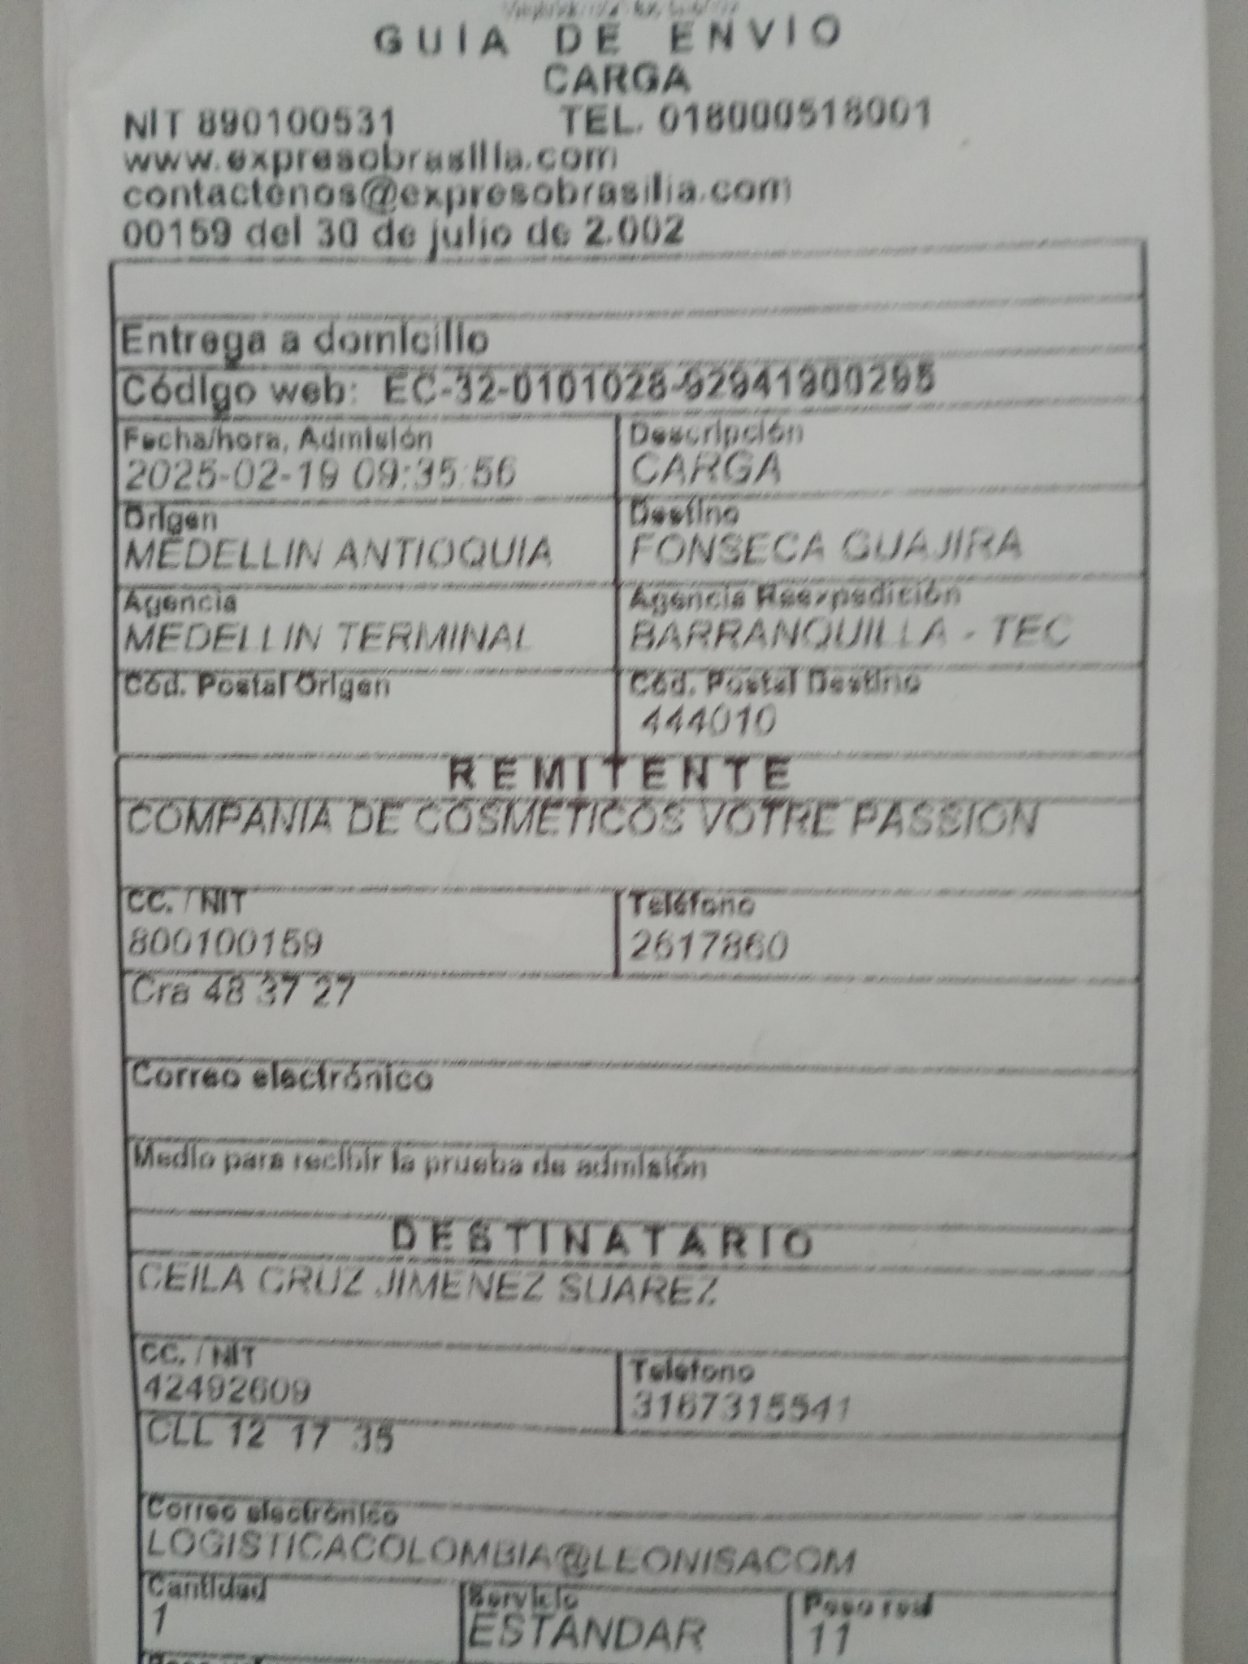 GUIA DE ENVIO
CARGA
NIT 890100531 TEL. 018000518001
www.expresobrasilia.com
contactenos@expresobrasilia.com
00159 del 30 de julio de 2.002
Entrega a domicilio
Código web: EC-32-0101028-92941900295
Fecha/hora, Admisión Descripción
2025-02-19 09:35:56 CARGA
Origen Destino
MEDELLIN ANTIOQUIA FONSECA GUAJIRA
Agencia Agencia Reexpedición
MEDELLIN TERMINAL BARRANQUILLA - TEC
Cód. Postal Origen Cód. Postal Destino
444010
REMITENTE
COMPANIA DE COSMETICOS VOTRE PASSION
CC. / NIT Teléfono
800100159 2617860
Cra 48 37 27
Correo electrónico
Medio para recibir la prueba de admisión
DESTINATARIO
CEILA CRUZ JIMENEZ SUAREZ
CC. / NIT Teléfono
42492609 3167315541
CLL 12 17 35
Correo electrónico
LOGISTICACOLOMBIA@LEONISACOM
Cantidad Servicio Peso real
1 ESTANDAR 11